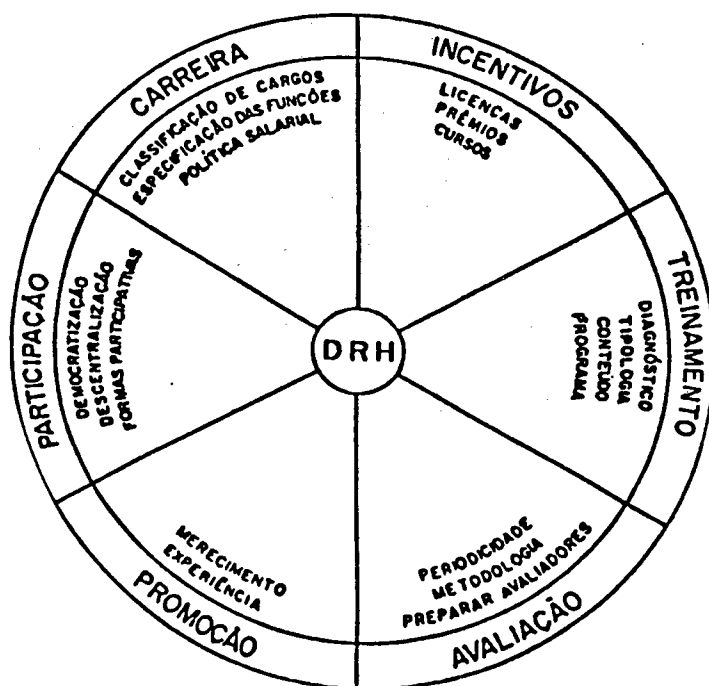 CARREIRA
CLASSIFICAÇÃO DE CARGOS
ESPECIFICAÇÃO DAS FUNÇÕES
POLÍTICA SALARIAL
INCENTIVOS
LICENÇAS
PRÊMIOS
CURSOS
TREINAMENTO
DIAGNÓSTICO
TIPOLOGIA
CONTEÚDO
PROGRAMA
AVALIAÇÃO
PERIODICIDADE
METODOLOGIA
PREPARAR AVALIADORES
PROMOÇÃO
MERECIMENTO
EXPERIÊNCIA
PARTICIPAÇÃO
DEMOCRATIZAÇÃO
DESCENTRALIZAÇÃO
FORMAS PARTICIPATIVAS
DRH